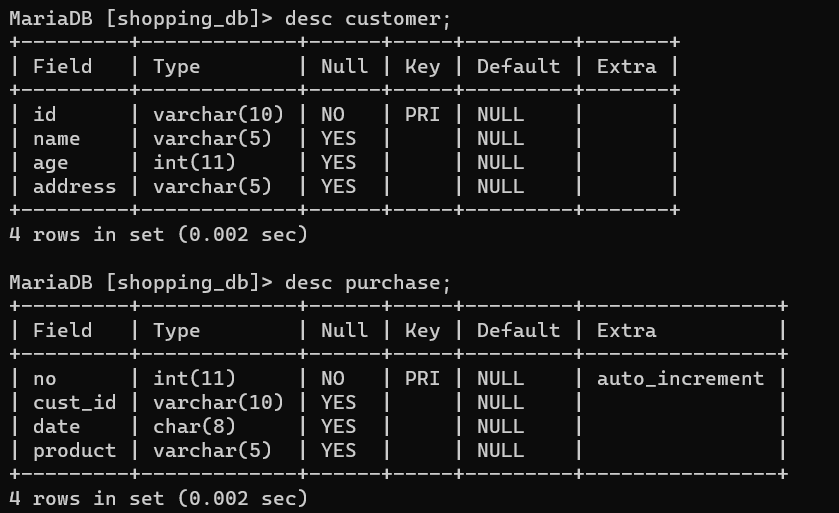 MariaDB [shopping_db]> desc customer;
+---------+-------------+------+-----+---------+-------+
| Field   | Type        | Null | Key | Default | Extra |
+---------+-------------+------+-----+---------+-------+
| id      | varchar(10) | NO   | PRI | NULL    |       |
| name    | varchar(5)  | YES  |     | NULL    |       |
| age     | int(11)     | YES  |     | NULL    |       |
| address | varchar(5)  | YES  |     | NULL    |       |
+---------+-------------+------+-----+---------+-------+
4 rows in set (0.002 sec)

MariaDB [shopping_db]> desc purchase;
+---------+-------------+------+-----+---------+----------------+
| Field   | Type        | Null | Key | Default | Extra          |
+---------+-------------+------+-----+---------+----------------+
| no      | int(11)     | NO   | PRI | NULL    | auto_increment |
| cust_id | varchar(10) | YES  |     | NULL    |                |
| date    | char(8)     | YES  |     | NULL    |                |
| product | varchar(5)  | YES  |     | NULL    |                |
+---------+-------------+------+-----+---------+----------------+
4 rows in set (0.002 sec)